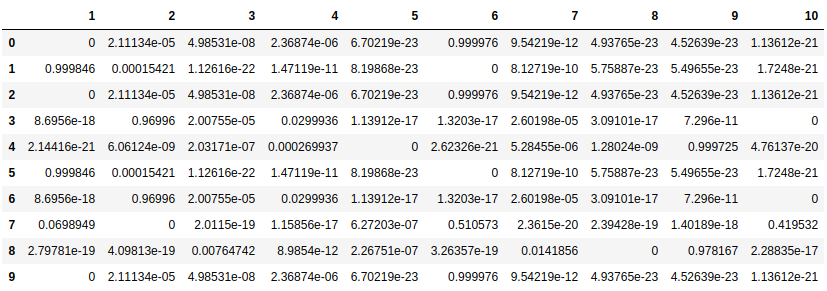 1 2 3 4 5 6 7 8 9 10
0 0 2.11134e-05 4.98531e-08 2.36874e-06 6.70219e-23 0.999976 9.54219e-12 4.93765e-23 4.52639e-23 1.13612e-21
1 0.999846 0.00015421 1.12616e-22 1.47119e-11 8.19868e-23 0 8.12719e-10 5.75887e-23 5.49655e-23 1.7248e-21
2 0 2.11134e-05 4.98531e-08 2.36874e-06 6.70219e-23 0.999976 9.54219e-12 4.93765e-23 4.52639e-23 1.13612e-21
3 8.6956e-18 0.96996 2.00755e-05 0.0299936 1.13912e-17 1.3203e-17 2.60198e-05 3.09101e-17 7.296e-11 0
4 2.14416e-21 6.06124e-09 2.03171e-07 0.000269937 0 2.62326e-21 5.28455e-06 1.28024e-09 0.999725 4.76137e-20
5 0.999846 0.00015421 1.12616e-22 1.47119e-11 8.19868e-23 0 8.12719e-10 5.75887e-23 5.49655e-23 1.7248e-21
6 8.6956e-18 0.96996 2.00755e-05 0.0299936 1.13912e-17 1.3203e-17 2.60198e-05 3.09101e-17 7.296e-11 0
7 0.0698949 0 2.0115e-19 1.15856e-17 6.27203e-07 0.510573 2.3615e-20 2.39428e-19 1.40189e-18 0.419532
8 2.79781e-19 4.09813e-19 0.00764742 8.9854e-12 2.26751e-07 3.26357e-19 0.0141856 0 0.978167 2.28835e-17
9 0 2.11134e-05 4.98531e-08 2.36874e-06 6.70219e-23 0.999976 9.54219e-12 4.93765e-23 4.52639e-23 1.13612e-21